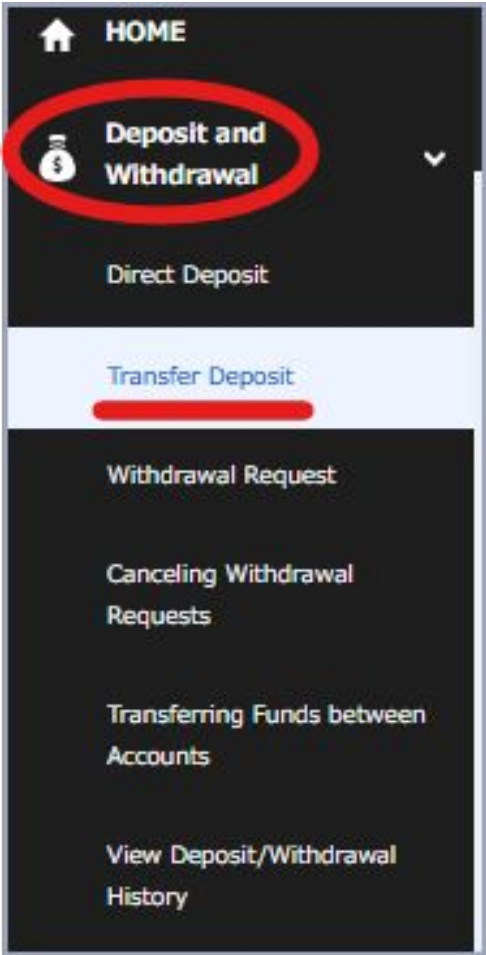 HOME
Deposit and
Withdrawal
Direct Deposit
Transfer Deposit
Withdrawal Request
Canceling Withdrawal
Requests
Transferring Funds between
Accounts
View Deposit/Withdrawal
History